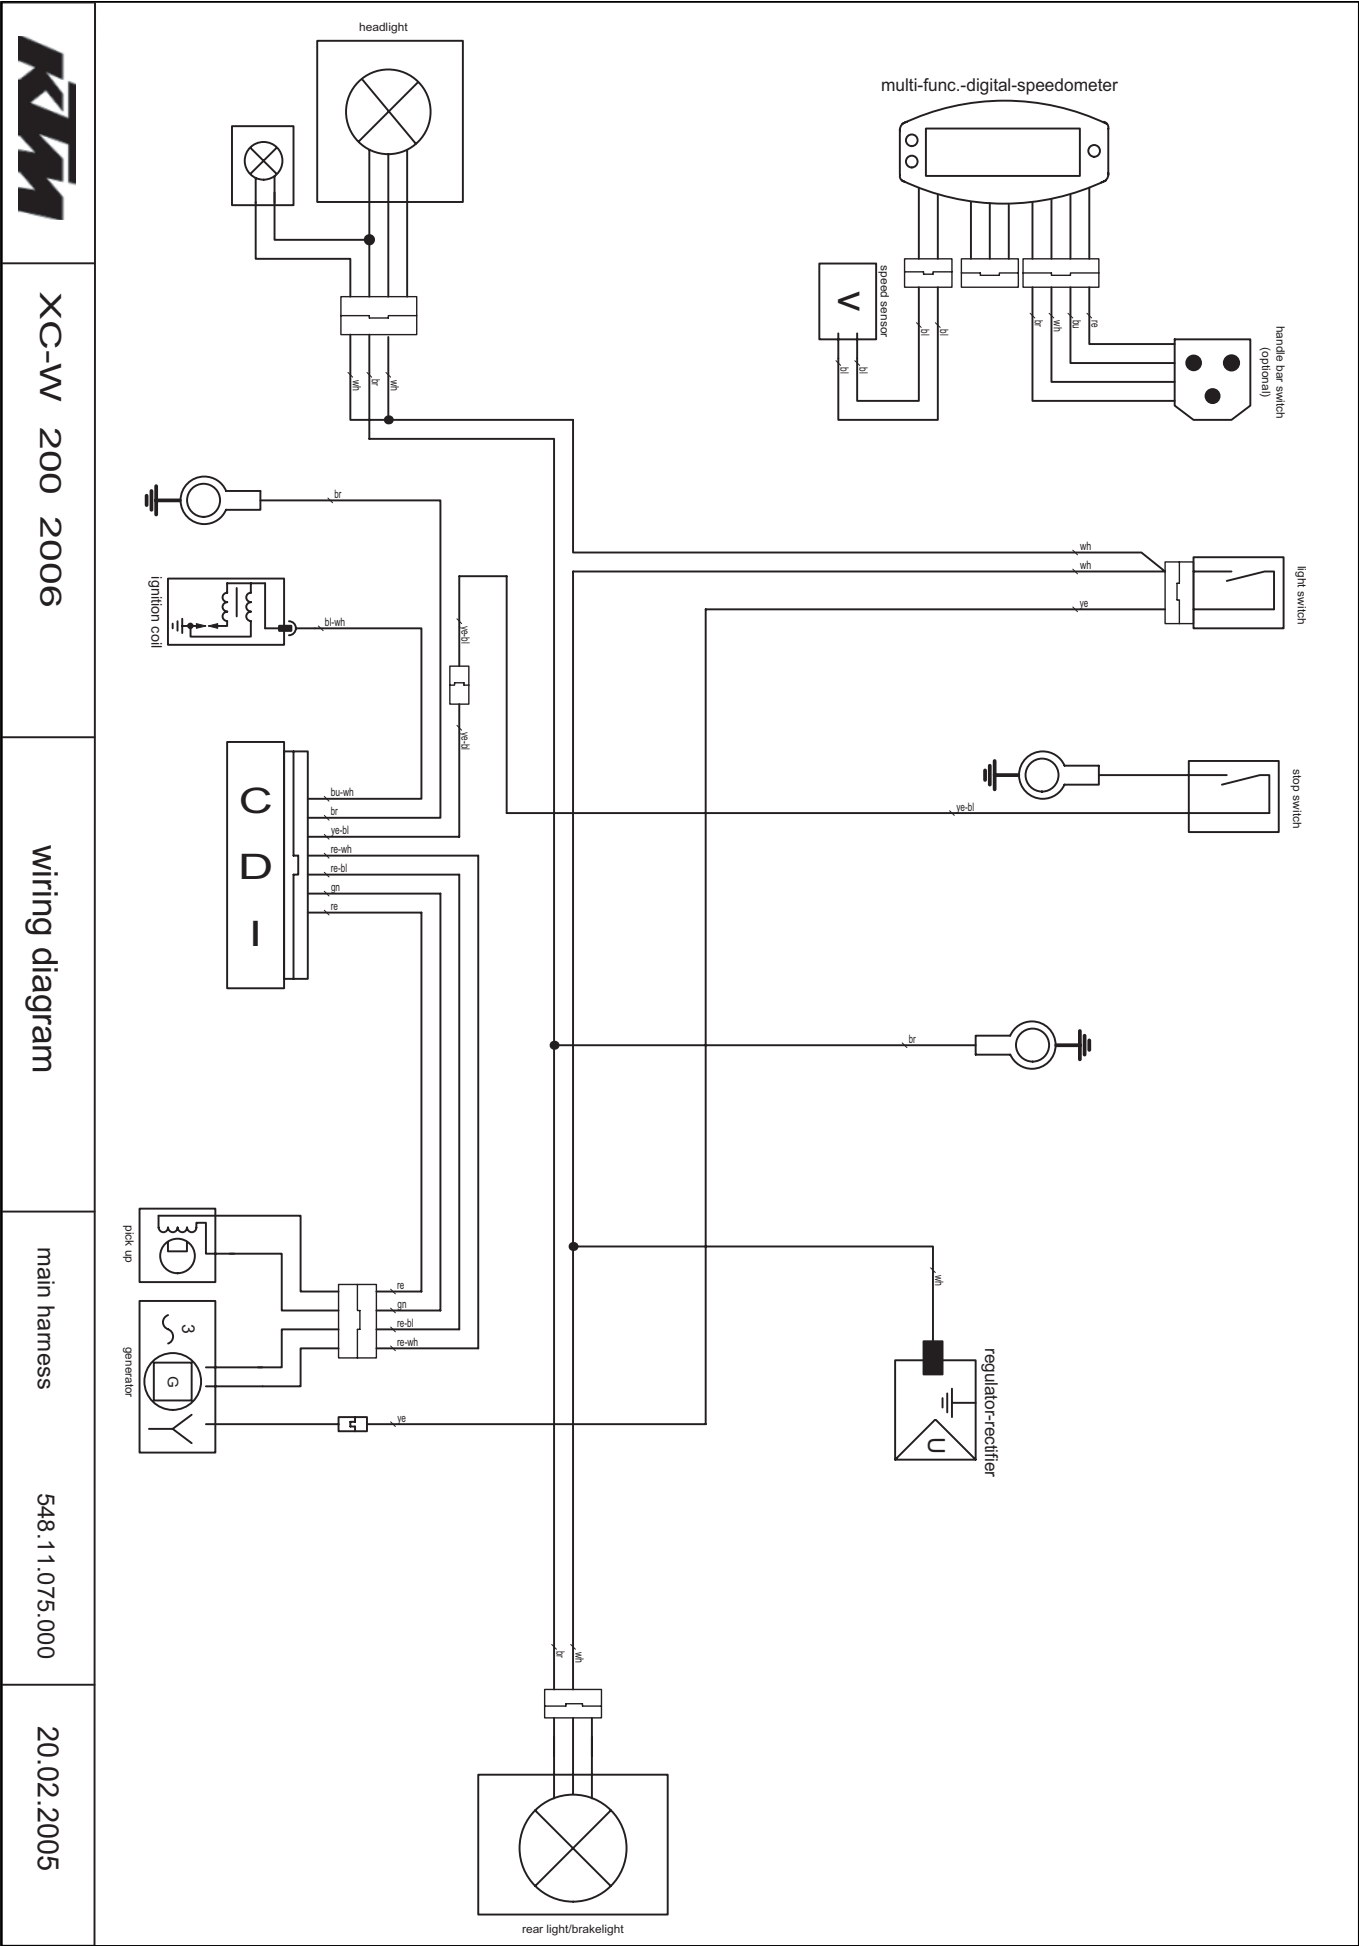 headlight
multi-func.-digital-speedometer
speed sensor
V
bl
bl
bl
bl
br
wh
bu
re
handle bar switch
(optional)
wh
br
wh
br
ignition coil
bl-wh
ye-bl
ye-bl
wh
wh
ye
light switch
stop switch
ye-bl
C
D
I
bu-wh
br
ye-bl
re-wh
re-bl
gn
re
br
pick up
re
gn
re-bl
re-wh
3
G
generator
ye
wh
regulator-rectifier
U
br
wh
rear light/brakelight
KTM
XC-W 200 2006
wiring diagram
main harness
548.11.075.000
20.02.2005